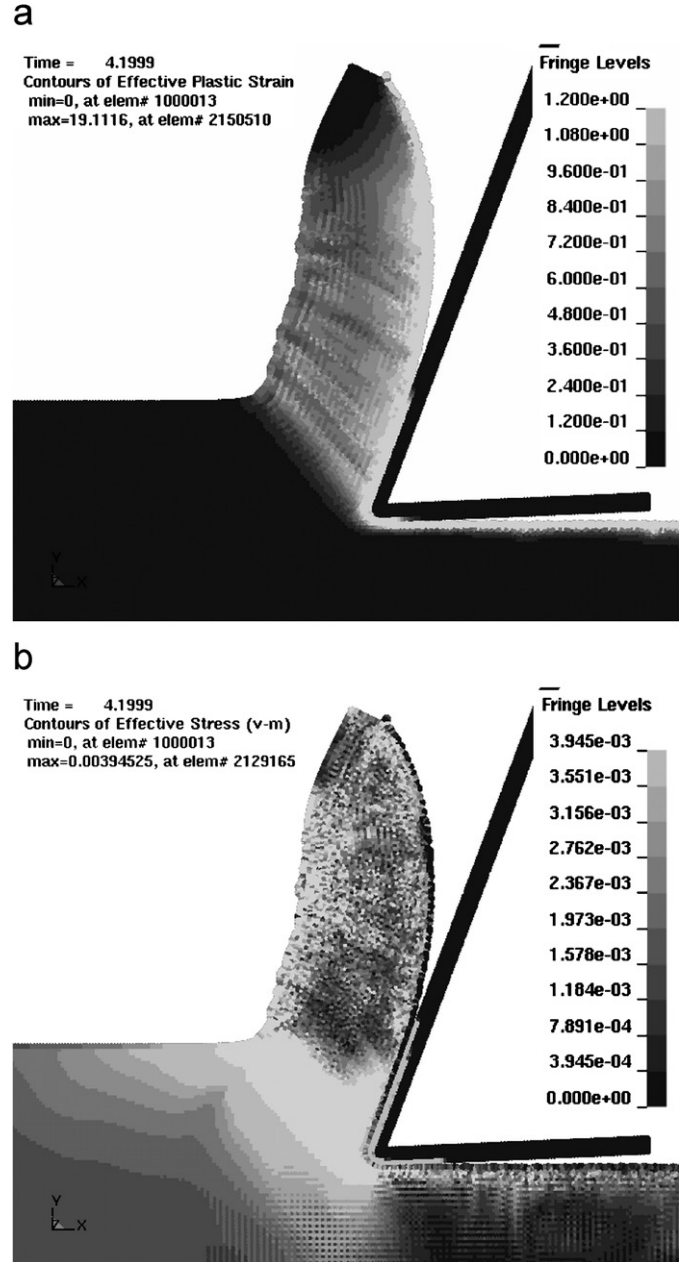 a
Time = 4.1999
Contours of Effective Plastic Strain
min=0, at elem# 1000013
max=19.1116, at elem# 2150510
Fringe Levels
1.200e+00
1.080e+00
9.600e-01
8.400e-01
7.200e-01
6.000e-01
4.800e-01
3.600e-01
2.400e-01
1.200e-01
0.000e+00
Y
X
b
Time = 4.1999
Contours of Effective Stress (v-m)
min=0, at elem# 1000013
max=0.00394525, at elem# 2129165
Fringe Levels
3.945e-03
3.551e-03
3.156e-03
2.762e-03
2.367e-03
1.973e-03
1.578e-03
1.184e-03
7.891e-04
3.945e-04
0.000e+00
Y
X